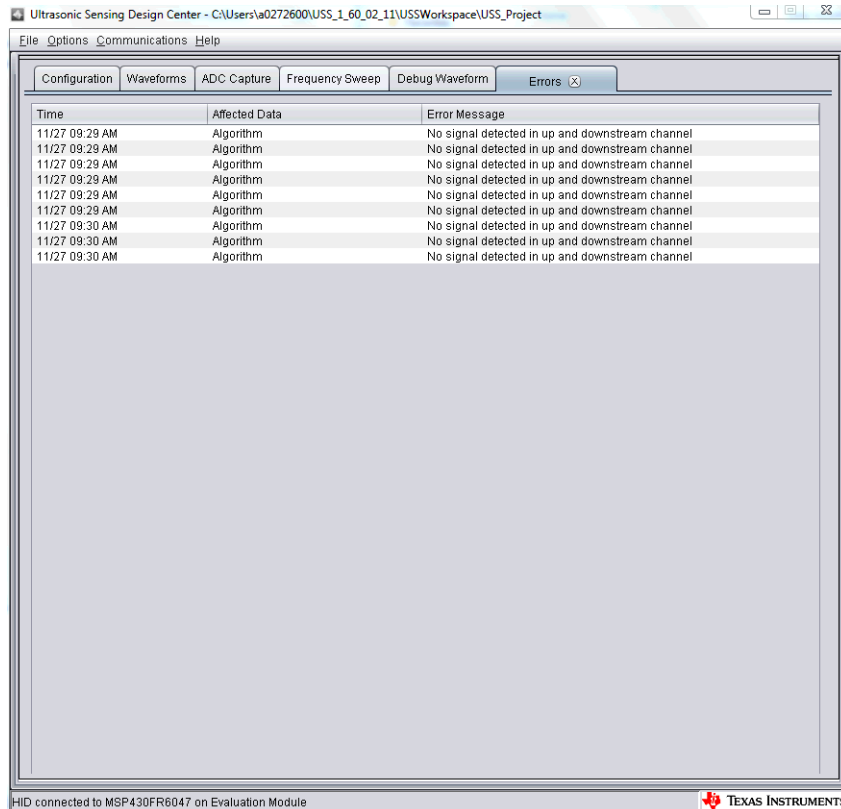 Ultrasonic Sensing Design Center - C:\Users\a0272600\USS_1_60_02_11\USSWorkspace\USS_Project
File Options Communications Help
Configuration Waveforms ADC Capture Frequency Sweep Debug Waveform Errors
Time Affected Data Error Message
11/27 09:29 AM Algorithm No signal detected in up and downstream channel
11/27 09:29 AM Algorithm No signal detected in up and downstream channel
11/27 09:29 AM Algorithm No signal detected in up and downstream channel
11/27 09:29 AM Algorithm No signal detected in up and downstream channel
11/27 09:29 AM Algorithm No signal detected in up and downstream channel
11/27 09:29 AM Algorithm No signal detected in up and downstream channel
11/27 09:30 AM Algorithm No signal detected in up and downstream channel
11/27 09:30 AM Algorithm No signal detected in up and downstream channel
11/27 09:30 AM Algorithm No signal detected in up and downstream channel
HID connected to MSP430FR6047 on Evaluation Module TEXAS INSTRUMENTS